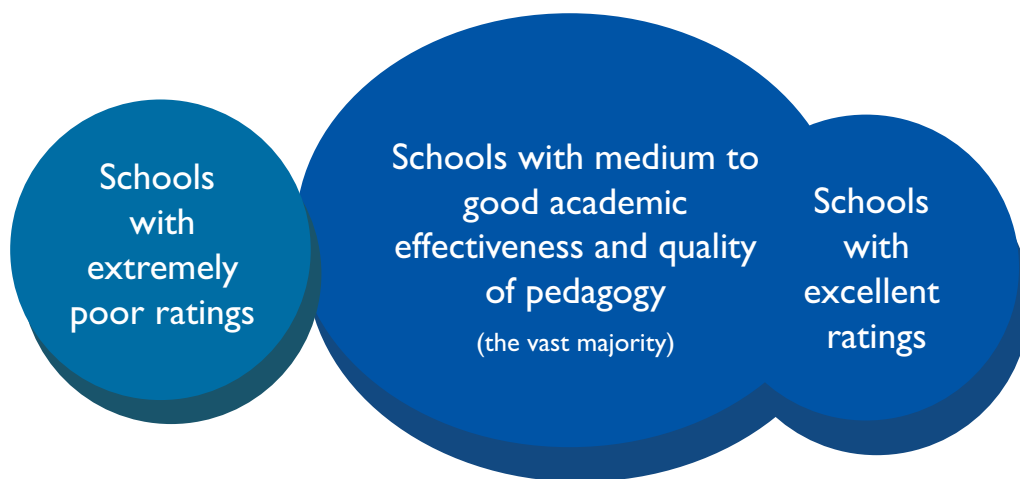 Schools
with
extremely
poor ratings
Schools with medium to
good academic
effectiveness and quality
of pedagogy
(the vast majority)
Schools
with
excellent
ratings